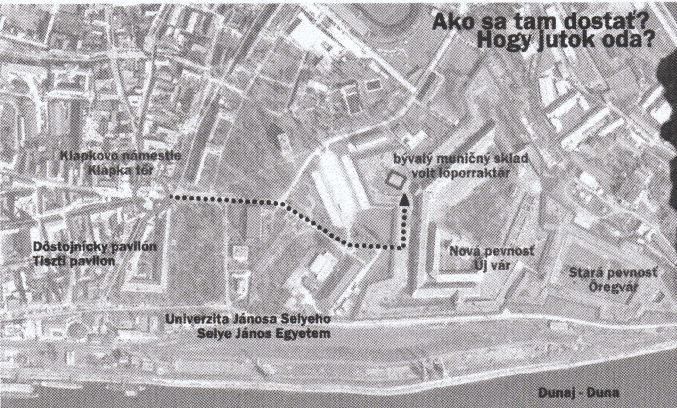 Ako sa tam dostať?
Hogy jutok oda?
Klapkovo námestie
Klapka tér
bývalý muničný sklad
volt lőporraktár
Dôstojnícky pavilón
Tiszti pavilon
Nová pevnosť
Új vár
Stará pevnosť
Öregvár
Univerzita Jánosa Selyeho
Selye János Egyetem
Dunaj - Duna